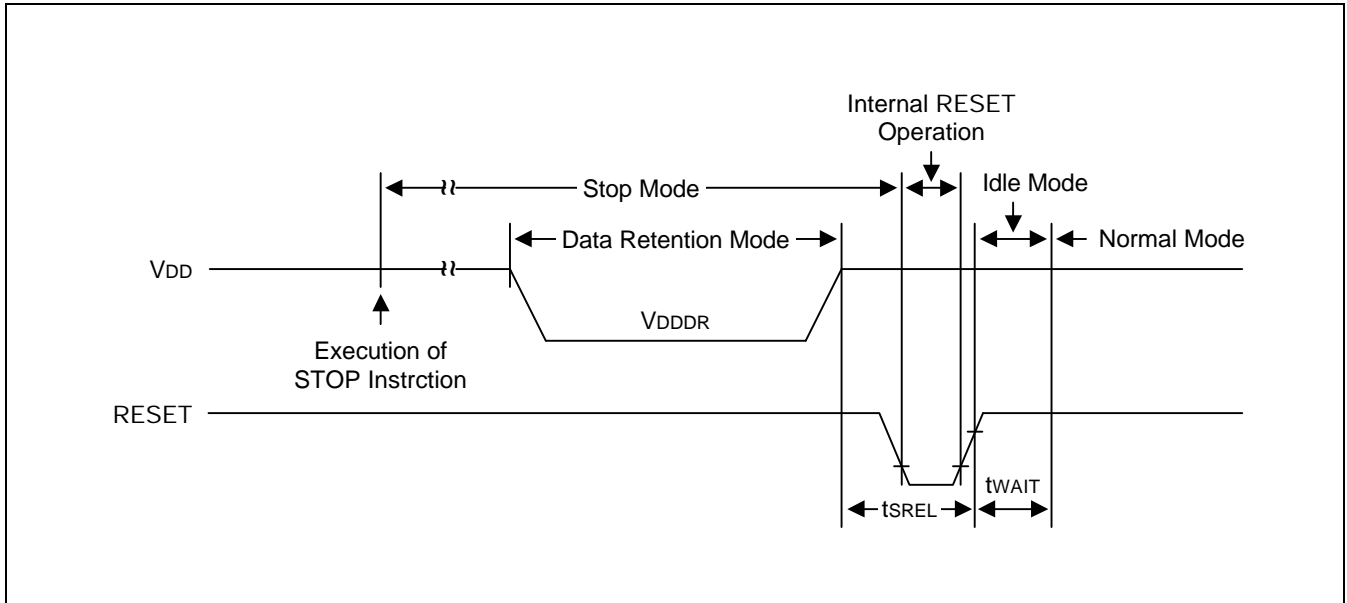 Internal RESET
Operation
Idle Mode
Stop Mode
Data Retention Mode
Normal Mode
VDD
VDDDR
Execution of
STOP Instrction
RESET
tSREL
tWAIT